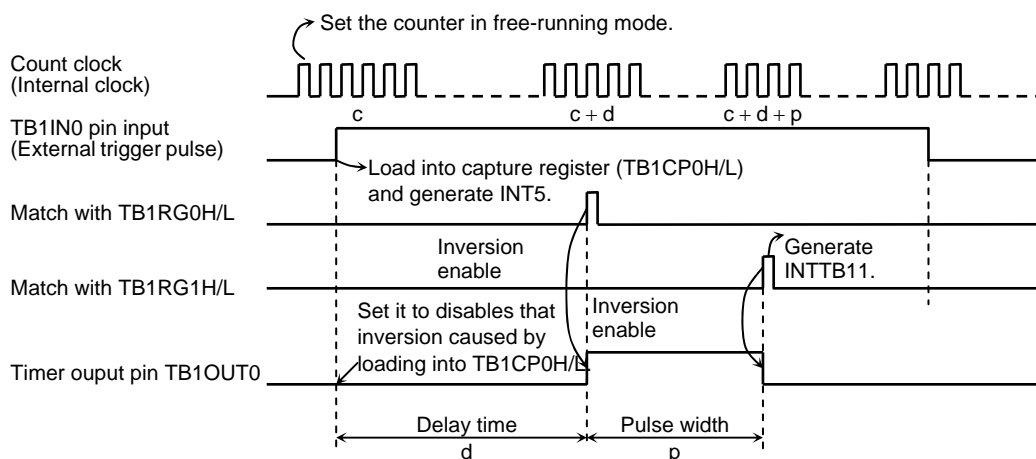 Set the counter in free-running mode.
Count clock
(Internal clock)
c
c + d
c + d + p
TB1IN0 pin input
(External trigger pulse)
Load into capture register (TB1CP0H/L)
and generate INT5.
Match with TB1RG0H/L
Inversion
enable
Generate
INTTB11.
Match with TB1RG1H/L
Set it to disables that
inversion caused by
loading into TB1CP0H/L.
Inversion
enable
Timer ouput pin TB1OUT0
Delay time
d
Pulse width
p